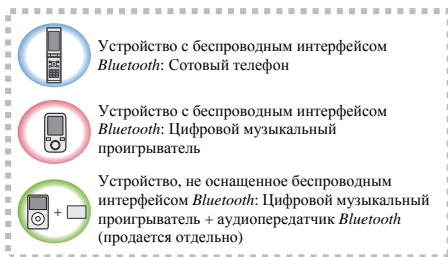 Устройство с беспроводным интерфейсом
Bluetooth: Сотовый телефон
Устройство с беспроводным интерфейсом
Bluetooth: Цифровой музыкальный
проигрыватель
Устройство, не оснащенное беспроводным
интерфейсом Bluetooth: Цифровой музыкальный
проигрыватель + аудиопередатчик Bluetooth
(продается отдельно)